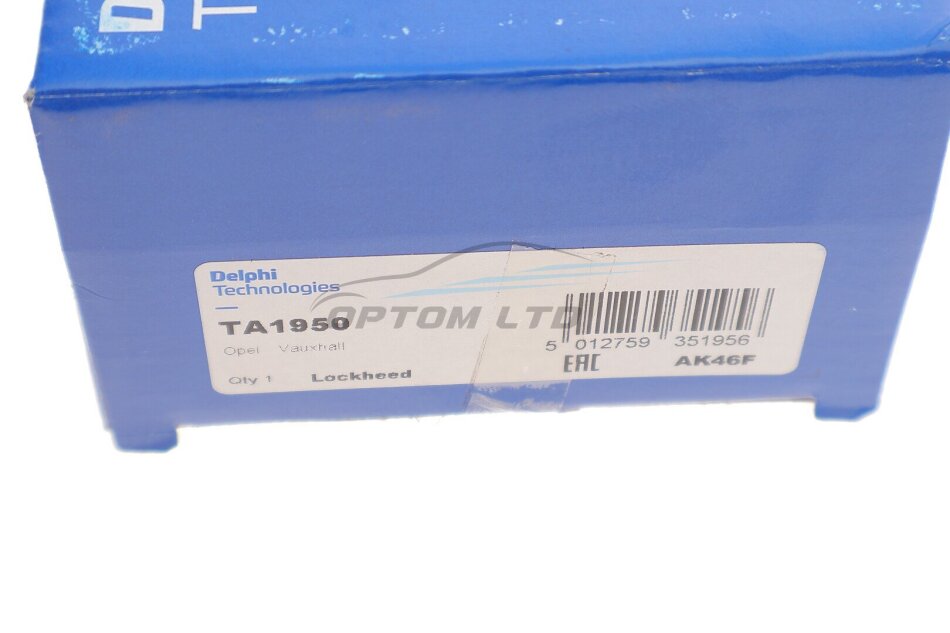 D
T
Delphi
Technologies
TA1950
Opel Vauxhall
Qty 1 Lockheed
5 012759 351956
EAC AK46F
OPTOM LTD